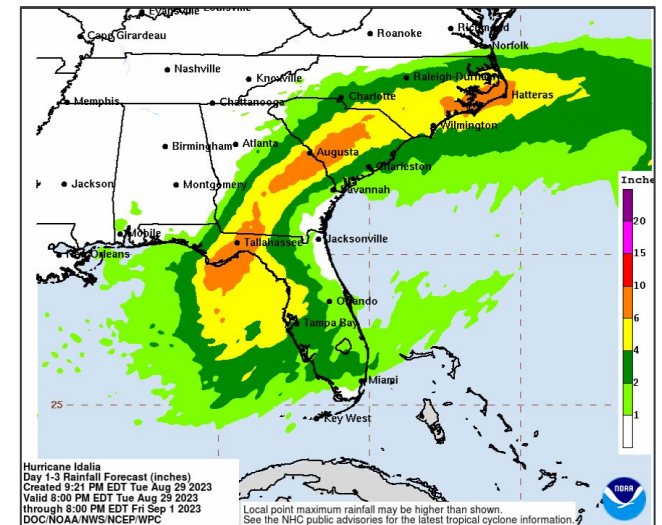 Evansville
Louisville
Cape Girardeau
Roanoke
Richmond
Norfolk
Nashville
Knoxville
Raleigh Durham
Memphis
Chattanooga
Charlotte
Hatteras
Wilmington
Birmingham
Atlanta
Augusta
Charleston
Jackson
Montgomery
Savannah
Inche
20
15
10
6
4
2
1
Mobile
Tallahassee
Jacksonville
New Orleans
Orlando
Tampa Bay
Miami
25
Key West
Hurricane Idalia
Day 1-3 Rainfall Forecast (inches)
Created 9:21 PM EDT Tue Aug 29 2023
Valid 8:00 PM EDT Tue Aug 29 2023
through 8:00 PM EDT Fri Sep 1 2023
DOC/NOAA/NWS/NCEP/WPC
Local point maximum rainfall may be higher than shown.
See the NHC public advisories for the latest tropical cyclone information.
NOAA